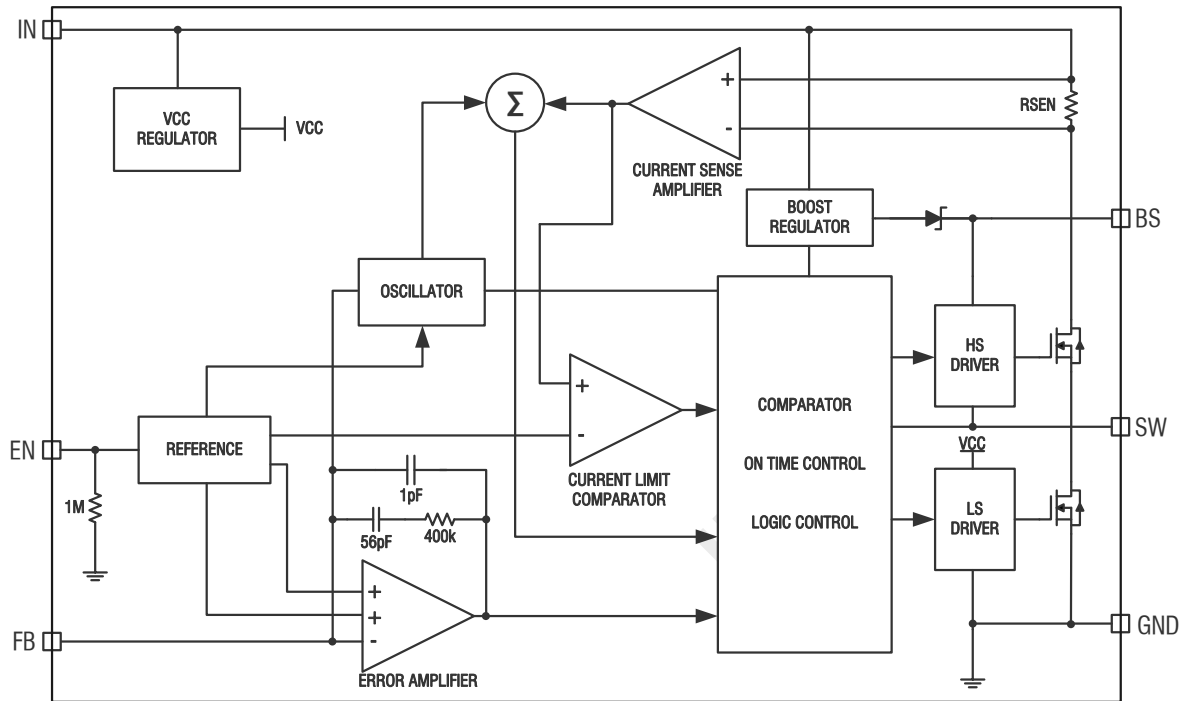 IN
VCC
REGULATOR
VCC
Σ
+
-
RSEN
CURRENT SENSE
AMPLIFIER
BOOST
REGULATOR
BS
OSCILLATOR
HS
DRIVER
+
-
CURRENT LIMIT
COMPARATOR
COMPARATOR
ON TIME CONTROL
LOGIC CONTROL
SW
VCC
EN
REFERENCE
1M
1pF
56pF
400k
LS
DRIVER
+
+
-
ERROR AMPLIFIER
FB
GND